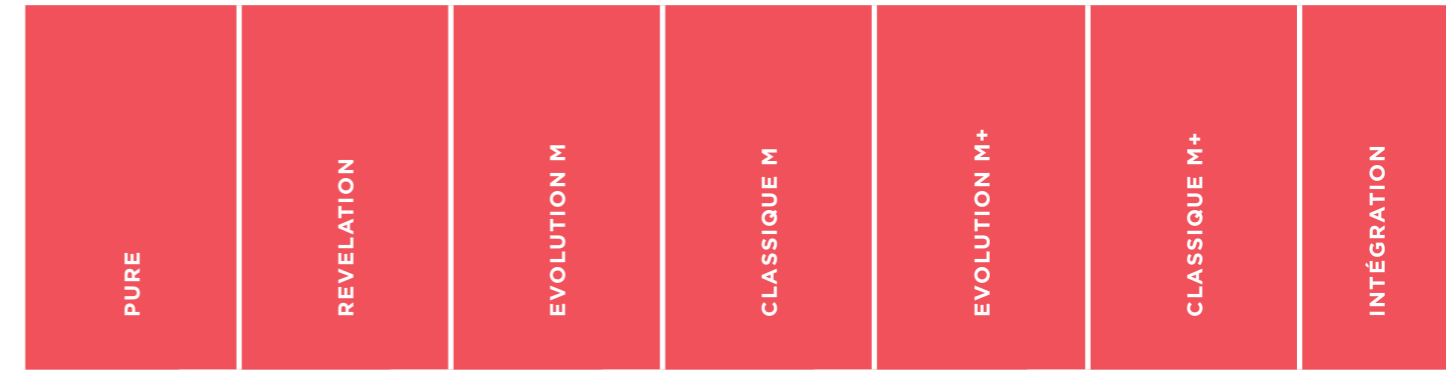 PURE
REVELATION
EVOLUTION M
CLASSIQUE M
EVOLUTION M+
CLASSIQUE M+
INTÉGRATION